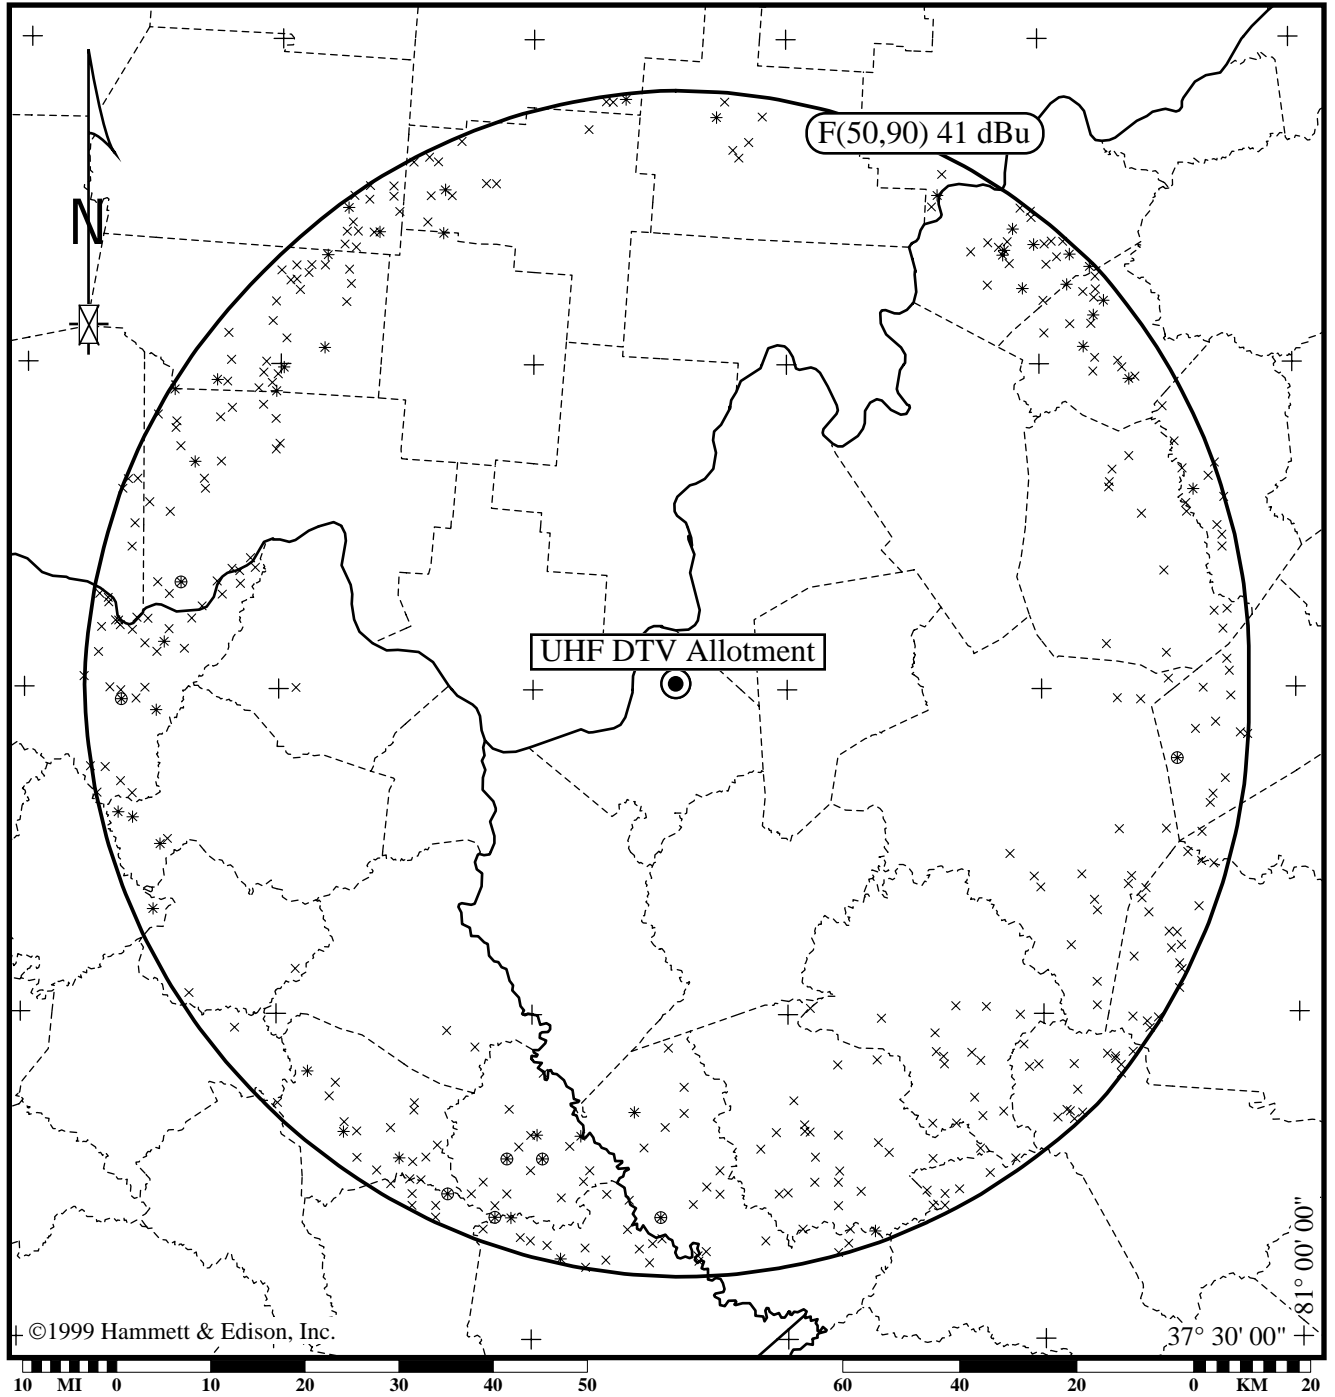 F(50,90) 41 dBu
N
UHF DTV Allotment
81° 00' 00"
©1999 Hammett & Edison, Inc.
37° 30' 00"
10 MI 0 10 20 30 40 50 60 40 20 0 KM 20